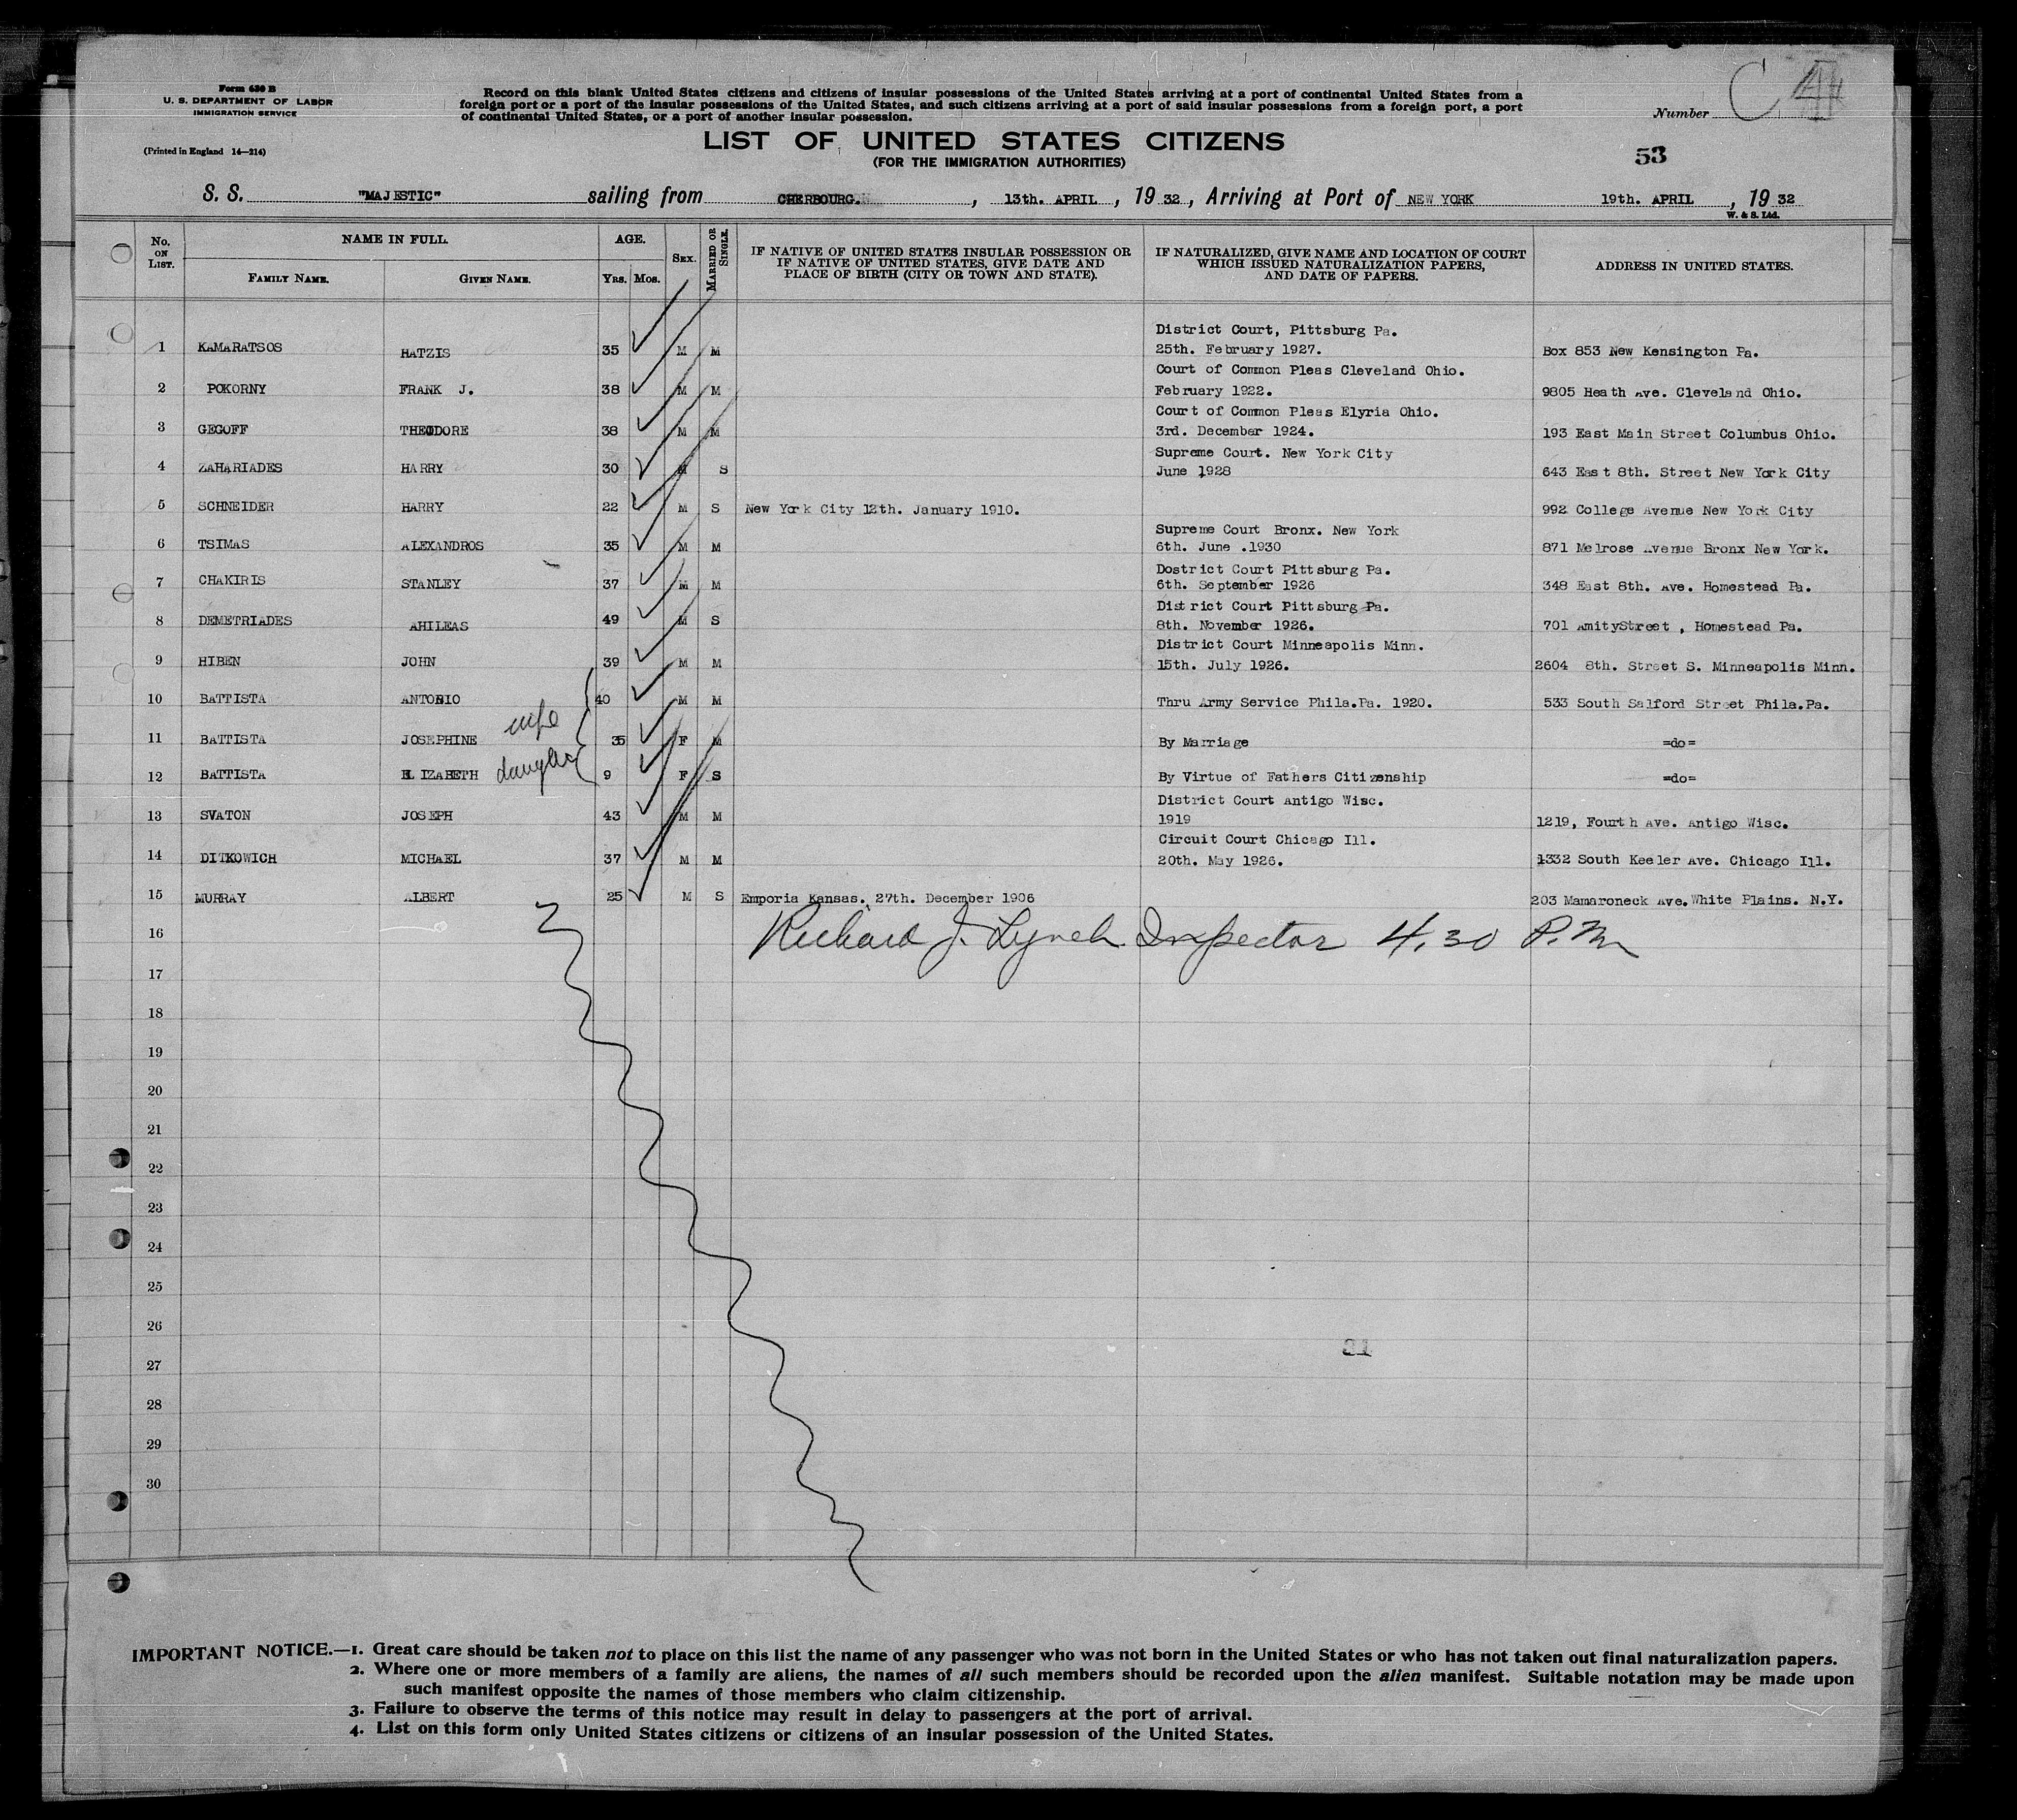 Form 630 B
U. S. DEPARTMENT OF LABOR
IMMIGRATION SERVICE
(Printed in England 14—214)
Record on this blank United States citizens and citizens of insular possessions of the United States arriving at a port of continental United States from a
foreign port or a port of the insular possessions of the United States, and such citizens arriving at a port of said insular possessions from a foreign port, a port
of continental United States, or a port of another insular possession.
Number
LIST OF UNITED STATES CITIZENS
(FOR THE IMMIGRATION AUTHORITIES)
53
S. S. "MAJESTIC" sailing from CHERBOURG. , 13th. APRIL , 19 32 , Arriving at Port of NEW YORK 19th. APRIL , 19 32
W. & S. Ltd.
No. ON LIST. NAME IN FULL. AGE. SEX. MARRIED OR SINGLE. IF NATIVE OF UNITED STATES INSULAR POSSESSION OR IF NATIVE OF UNITED STATES, GIVE DATE AND PLACE OF BIRTH (CITY OR TOWN AND STATE). IF NATURALIZED, GIVE NAME AND LOCATION OF COURT WHICH ISSUED NATURALIZATION PAPERS, AND DATE OF PAPERS. ADDRESS IN UNITED STATES.
FAMILY NAME. GIVEN NAME. YRS. MOS.
District Court, Pittsburg Pa.
1 KAMARATSOS HATZIS 35 M M 25th. February 1927. Box 853 New Kensington Pa.
Court of Common Pleas Cleveland Ohio.
2 POKORNY FRANK J. 38 M M February 1922. 9805 Heath Ave. Cleveland Ohio.
Court of Common Pleas Elyria Ohio.
3 GEGOFF THEODORE 38 M M 3rd. December 1924. 193 East Main Street Columbus Ohio.
Supreme Court. New York City
4 ZAHARIADES HARRY 30 M S June 1928 643 East 8th. Street New York City
5 SCHNEIDER HARRY 22 M S New York City 12th. January 1910. 992 College Avenue New York City
Supreme Court Bronx. New York
6 TSIMAS ALEXANDROS 35 M M 6th. June .1930 871 Melrose Avenue Bronx New York.
Dostrict Court Pittsburg Pa.
7 CHAKIRIS STANLEY 37 M M 6th. September 1926 348 East 8th. Ave. Homestead Pa.
District Court Pittsburg Pa.
8 DEMETRIADES AHILEAS 49 M S 8th. November 1926. 701 AmityStreet , Homestead Pa.
District Court Minneapolis Minn.
9 HIBEN JOHN 39 M M 15th. July 1926. 2604 8th. Street S. Minneapolis Minn.
10 BATTISTA ANTONIO 40 M M Thru Army Service Phila.Pa. 1920. 533 South Salford Street Phila.Pa.
11 BATTISTA JOSEPHINE wife 35 F M By Marriage =do=
12 BATTISTA ELIZABETH 9 F S By Virtue of Fathers Citizenship =do=
District Court Antigo Wisc.
13 SVATON JOSEPH 43 M M 1919 1219, Fourth Ave. Antigo Wisc.
Circuit Court Chicago Ill.
14 DITKOWICH MICHAEL 37 M M 20th. May 1926. 1332 South Keeler Ave. Chicago Ill.
15 MURRAY ALBERT 25 M S Emporia Kansas. 27th. December 1906 203 Mamaroneck Ave. White Plains. N.Y.
16 Richard J. Lynch Inspector 4.30 P.M
17
18
19
20
21
22
23
24
25
26
27
28
29
30
IMPORTANT NOTICE.—1. Great care should be taken not to place on this list the name of any passenger who was not born in the United States or who has not taken out final naturalization papers.
2. Where one or more members of a family are aliens, the names of all such members should be recorded upon the alien manifest. Suitable notation may be made upon
such manifest opposite the names of those members who claim citizenship.
3. Failure to observe the terms of this notice may result in delay to passengers at the port of arrival.
4. List on this form only United States citizens or citizens of an insular possession of the United States.